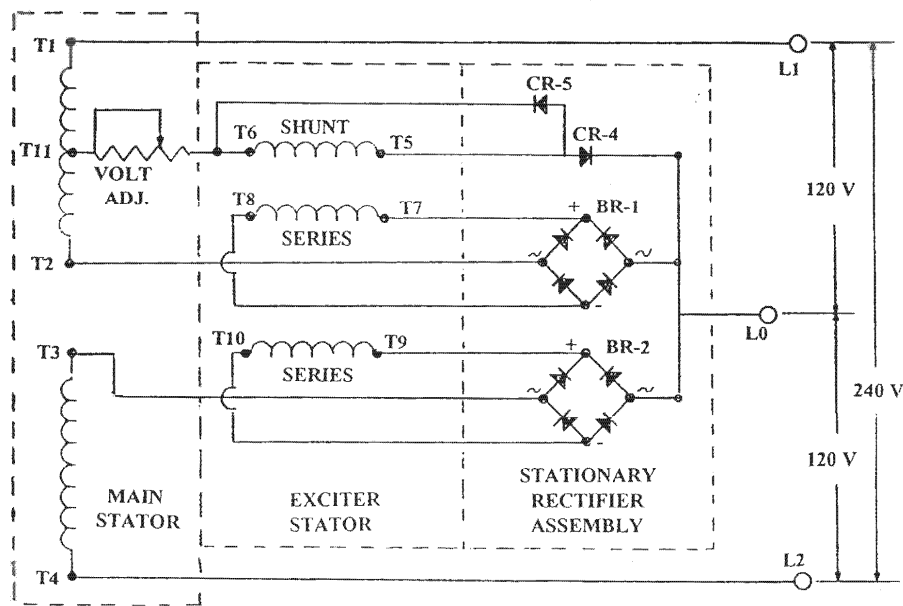 T1
L1
CR-5
T6
SHUNT
T5
CR-4
T11
VOLT
ADJ.
120 V
T8
T7
+
BR-1
SERIES
~
~
T2
-
L0
T10
T9
+
BR-2
T3
SERIES
~
~
240 V
-
120 V
MAIN
STATOR
EXCITER
STATOR
STATIONARY
RECTIFIER
ASSEMBLY
L2
T4